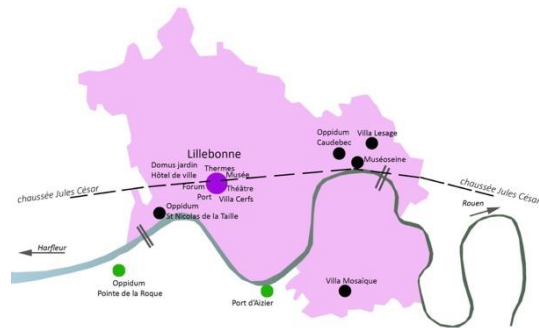 Lillebonne
Domus jardin
Thermes
Hôtel de ville
Musée
Forum
Théâtre
Port
Villa Cerfs
Oppidum
Caudebec
Villa Lesage
Muséoseine
chaussée Jules César
chaussée Jules César
Rouen
Oppidum
St Nicolas de la Taille
Harfleur
Oppidum
Pointe de la Roque
Port d'Aizier
Villa Mosaïque